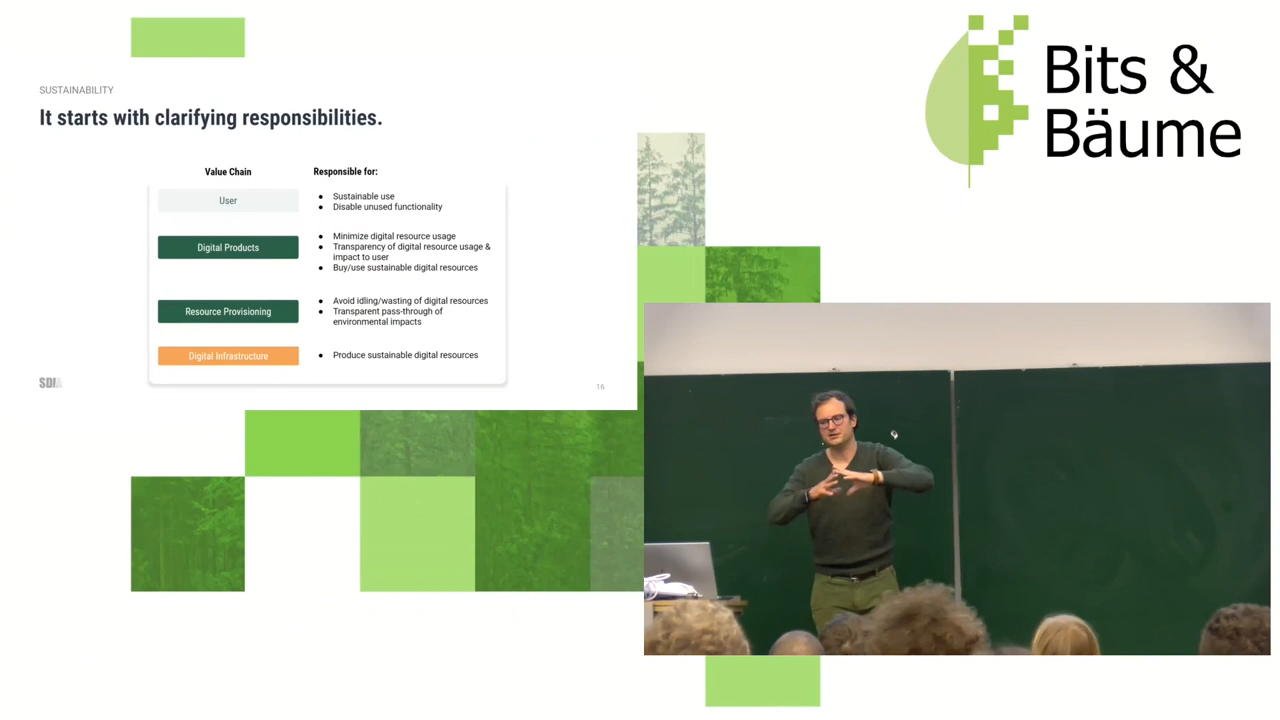 SUSTAINABILITY
It starts with clarifying responsibilities.
Value Chain
Responsible for:
User
● Sustainable use
● Disable unused functionality
Digital Products
● Minimize digital resource usage
● Transparency of digital resource usage &
impact to user
● Buy/use sustainable digital resources
Resource Provisioning
● Avoid idling/wasting of digital resources
● Transparent pass-through of
environmental impacts
Digital Infrastructure
● Produce sustainable digital resources
SDIA
16
Bits &
Bäume